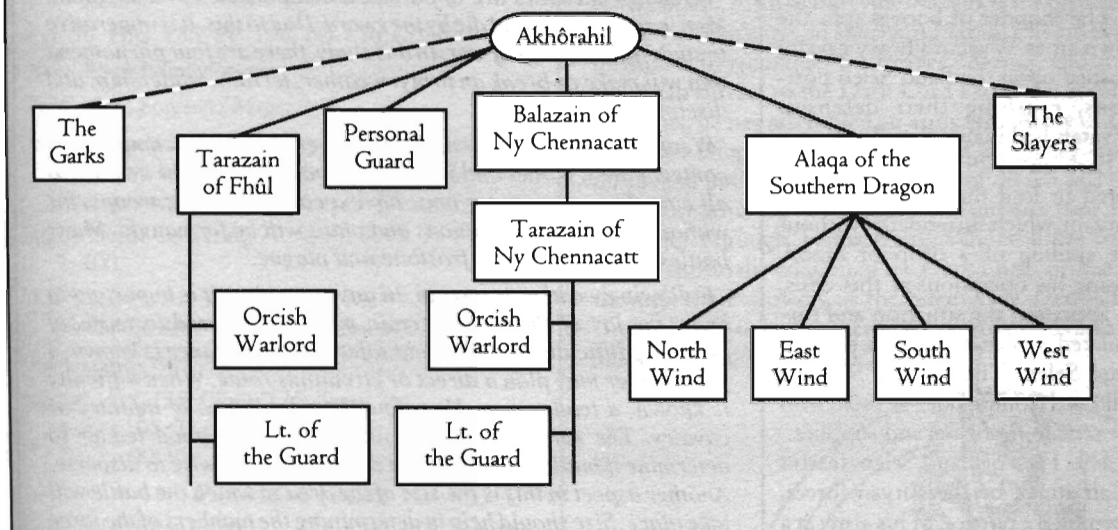 Akhôrahil
The
Garks
Tarazain
of Fhûl
Personal
Guard
Balazain of
Ny Chennacatt
Alaqa of the
Southern Dragon
The
Slayers
Tarazain of
Ny Chennacatt
Orcish
Warlord
Orcish
Warlord
North
Wind
East
Wind
South
Wind
West
Wind
Lt. of
the Guard
Lt. of
the Guard